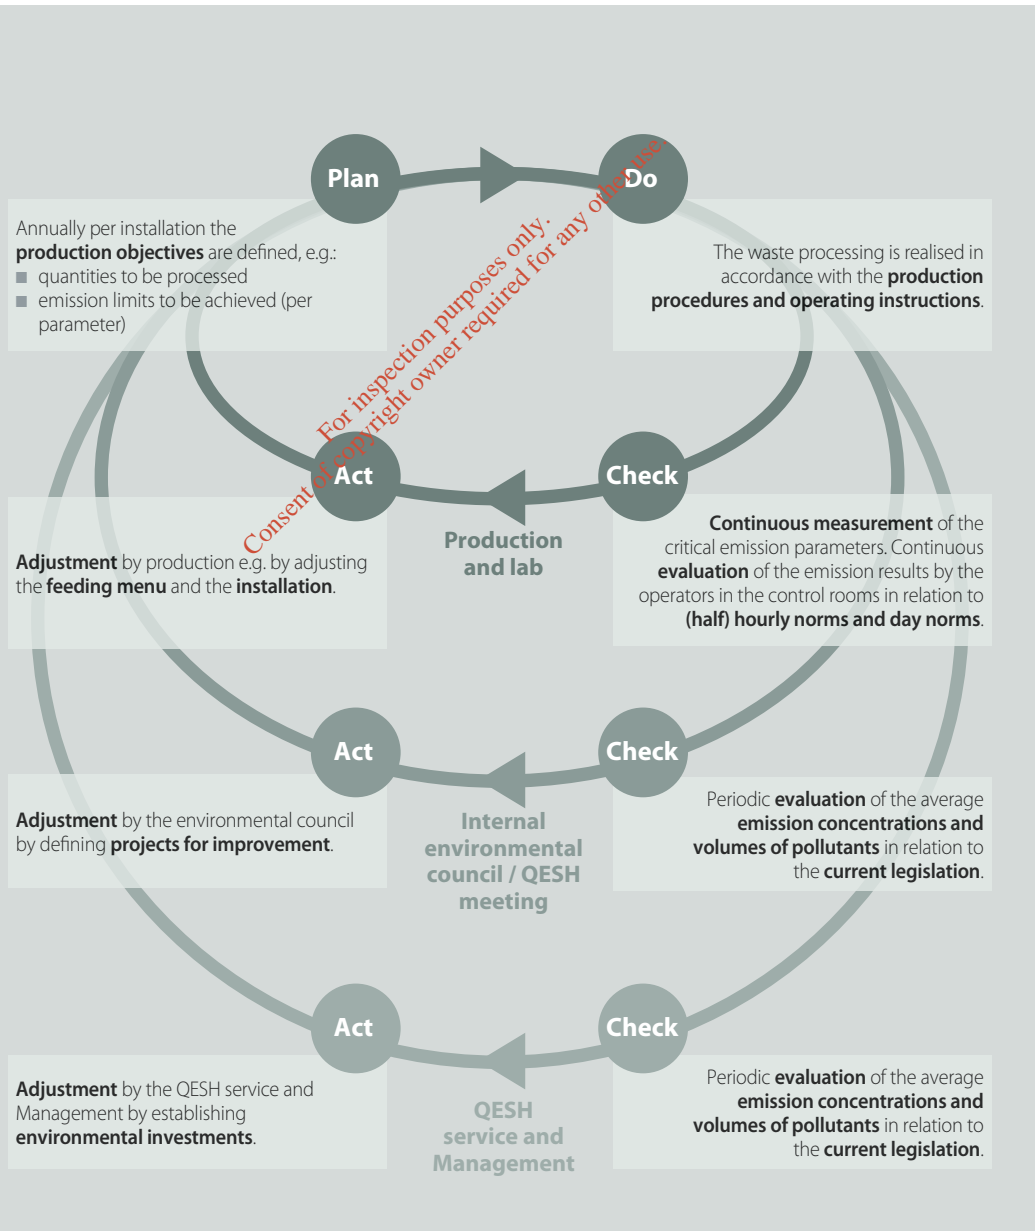 Plan
Do
Annually per installation the
production objectives are defined, e.g.:
■ quantities to be processed
■ emission limits to be achieved (per
parameter)
The waste processing is realised in
accordance with the production
procedures and operating instructions.
For inspection purposes only.
Consent of copyright owner required for any other use.
Act
Check
Production
and lab
Adjustment by production e.g. by adjusting
the feeding menu and the installation.
Continuous measurement of the
critical emission parameters. Continuous
evaluation of the emission results by the
operators in the control rooms in relation to
(half) hourly norms and day norms.
Act
Check
Internal
environmental
council / QESH
meeting
Adjustment by the environmental council
by defining projects for improvement.
Periodic evaluation of the average
emission concentrations and
volumes of pollutants in relation to
the current legislation.
Act
Check
QESH
service and
Management
Adjustment by the QESH service and
Management by establishing
environmental investments.
Periodic evaluation of the average
emission concentrations and
volumes of pollutants in relation to
the current legislation.